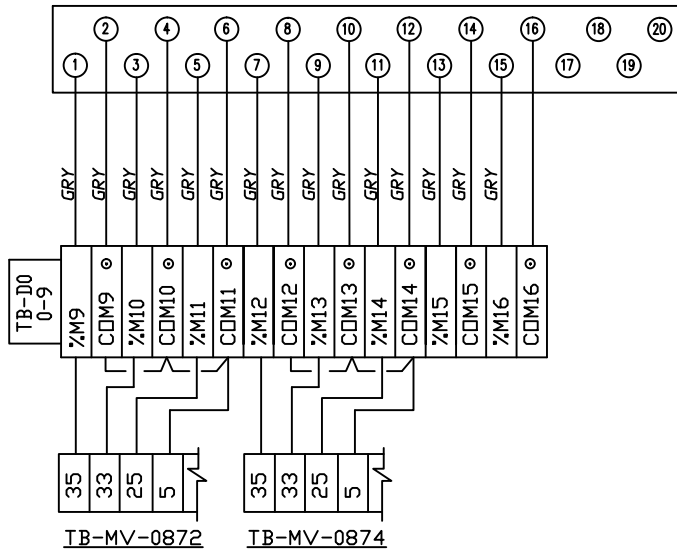 2 4 6 8 10 12 14 16 18 20
1 3 5 7 9 11 13 15 17 19
GRY GRY GRY GRY GRY GRY GRY GRY GRY GRY GRY GRY GRY GRY GRY
TB-DO
0-9
%M9
COM9
%M10
COM10
%M11
COM11
%M12
COM12
%M13
COM13
%M14
COM14
%M15
COM15
%M16
COM16
35 33 25 5
35 33 25 5
TB-MV-0872
TB-MV-0874